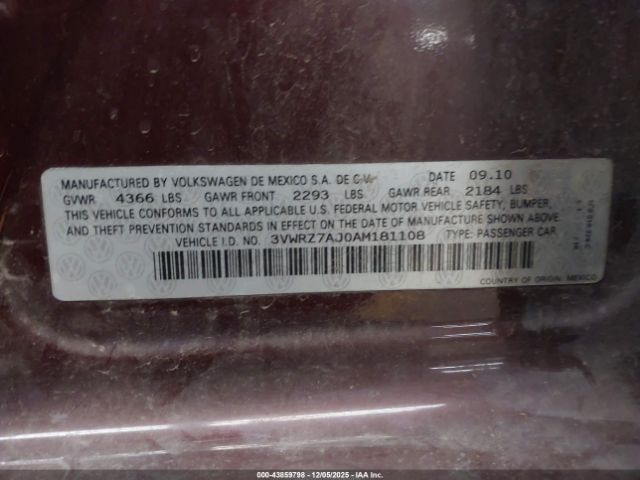 MANUFACTURED BY VOLKSWAGEN DE MEXICO S.A. DE C.V. DATE 09.10
GVWR 4366 LBS GAWR FRONT 2293 LBS GAWR REAR 2184 LBS
THIS VEHICLE CONFORMS TO ALL APPLICABLE U.S. FEDERAL MOTOR VEHICLE SAFETY, BUMPER,
AND THEFT PREVENTION STANDARDS IN EFFECT ON THE DATE OF MANUFACTURE SHOWN ABOVE.
VEHICLE I.D. NO. 3VWRZ7AJ0AM181108 TYPE: PASSENGER CAR
COUNTRY OF ORIGIN: MEXICO
000-43859798 - 12/05/2025 - IAA Inc.